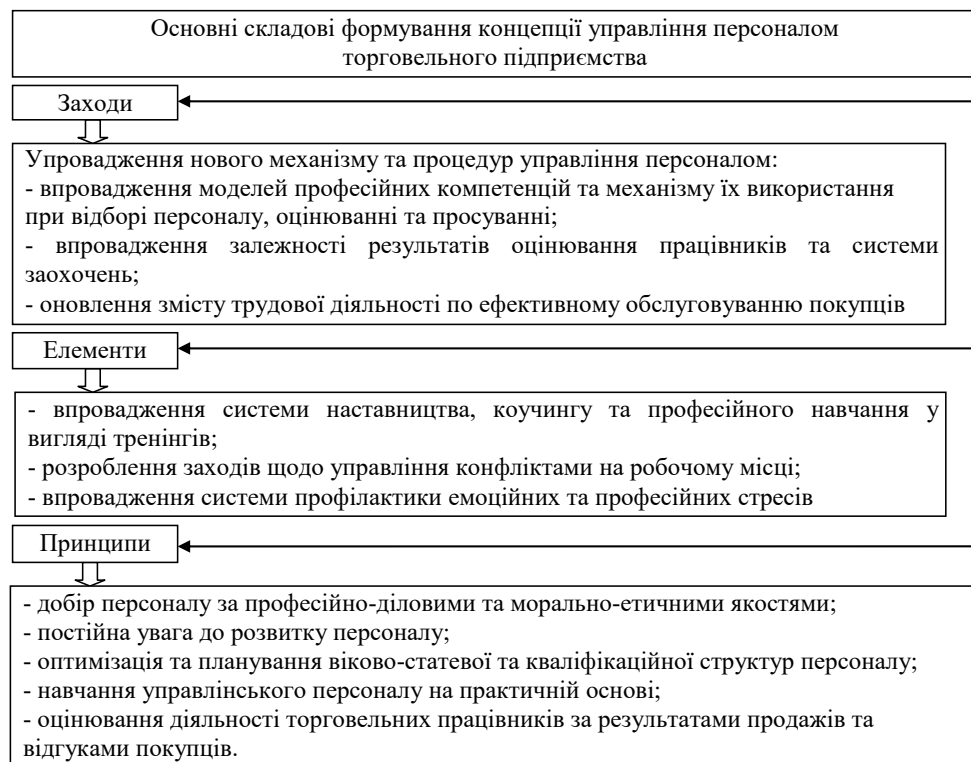 Основні складові формування концепції управління персоналом
торговельного підприємства
Заходи
Упровадження нового механізму та процедур управління персоналом:
- впровадження моделей професійних компетенцій та механізму їх використання
при відборі персоналу, оцінюванні та просуванні;
- впровадження залежності результатів оцінювання працівників та системи
заохочень;
- оновлення змісту трудової діяльності по ефективному обслуговуванню покупців
Елементи
- впровадження системи наставництва, коучингу та професійного навчання у
вигляді тренінгів;
- розроблення заходів щодо управління конфліктами на робочому місці;
- впровадження системи профілактики емоційних та професійних стресів
Принципи
- добір персоналу за професійно-діловими та морально-етичними якостями;
- постійна увага до розвитку персоналу;
- оптимізація та планування віково-статевої та кваліфікаційної структур персоналу;
- навчання управлінського персоналу на практичній основі;
- оцінювання діяльності торговельних працівників за результатами продажів та
відгуками покупців.